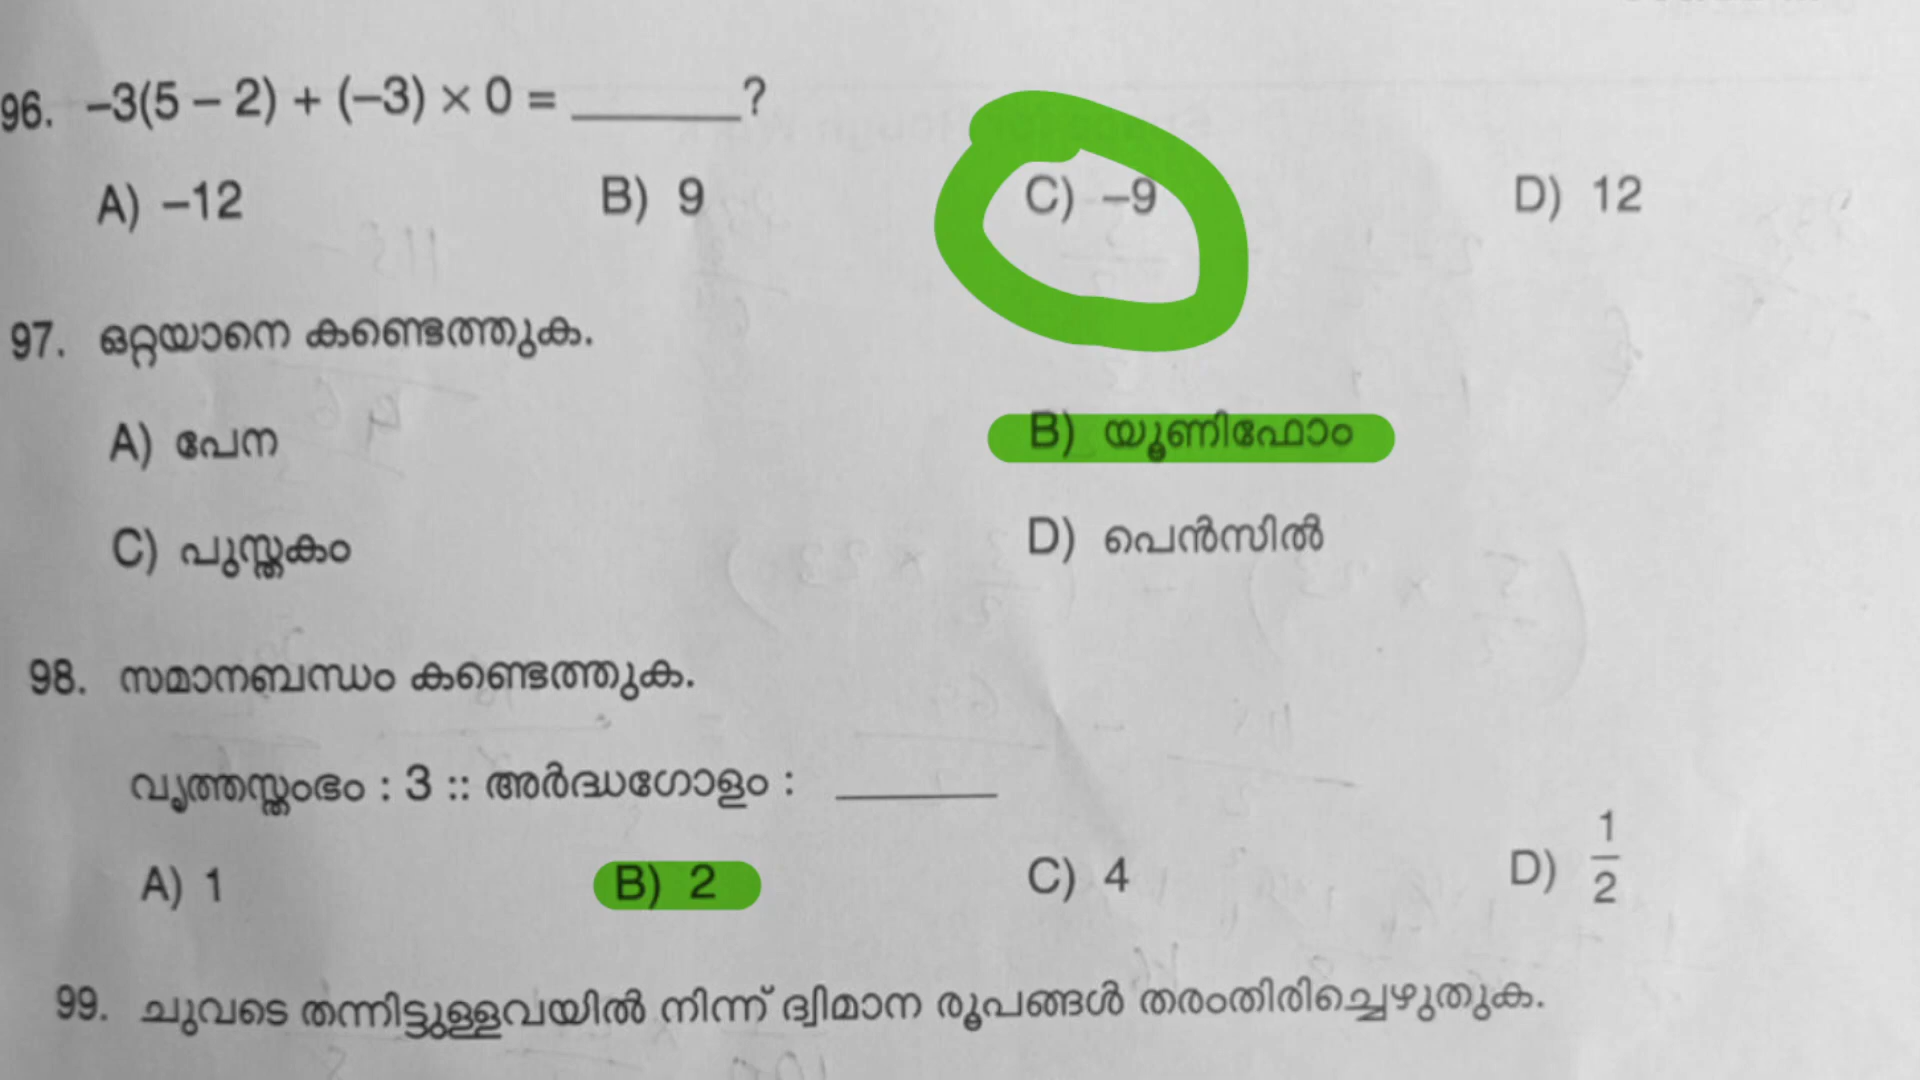 96. –3(5 – 2) + (–3) × 0 = ______?
A) –12 B) 9 C) –9 D) 12
97. ഒറ്റയാനെ കണ്ടെത്തുക.
A) പേന B) യൂണിഫോം
C) പുസ്തകം D) പെൻസിൽ
98. സമാനബന്ധം കണ്ടെത്തുക.
വൃത്തസ്തംഭം : 3 :: അർദ്ധഗോളം : ______
A) 1 B) 2 C) 4 D) 1/2
99. ചുവടെ തന്നിട്ടുള്ളവയിൽ നിന്ന് ദ്വിമാന രൂപങ്ങൾ തരംതിരിച്ചെഴുതുക.